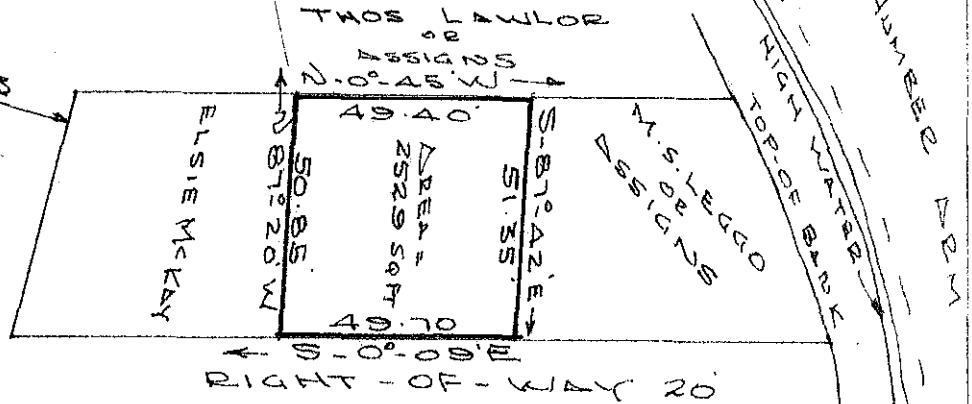 THOS LAWLOR
OR
ASSIGNS
N-0°-45'W
49.40'
ELSIE McKAY
N 87°20'W
50.85'
AREA =
2529 SQ FT
51.35'
S-87°-42'E
M.S. LEGGO
OR
ASSIGNS
TOP-OF BANK
HIGH WATER
HUMBER ARM
49.70
S-0°-09'E
RIGHT-OF-WAY 20'